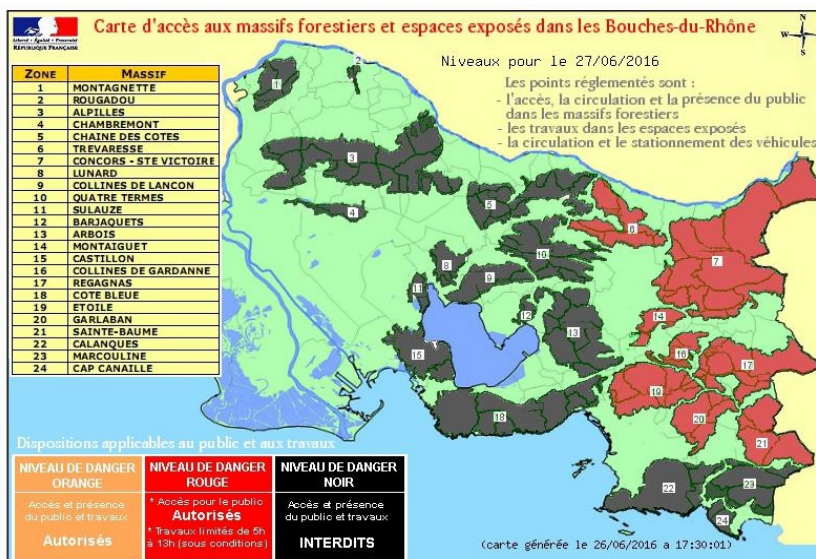 Carte d'accès aux massifs forestiers et espaces exposés dans les Bouches-du-Rhône
Liberté • Égalité • Fraternité
RÉPUBLIQUE FRANÇAISE
N
W E
S
Niveaux pour le 27/06/2016
Les points réglementés sont :
- l'accès, la circulation et la présence du public
dans les massifs forestiers
- les travaux dans les espaces exposés
- la circulation et le stationnement des véhicules
ZONE MASSIF
1 MONTAGNETTE
2 ROUGADOU
3 ALPILLES
4 CHAMBREMONT
5 CHAINE DES COTES
6 TREVARESSE
7 CONCORS - STE VICTOIRE
8 LUNARD
9 COLLINES DE LANCON
10 QUATRE TERMES
11 SULAUZE
12 BARJAQUETS
13 ARBOIS
14 MONTAIGUET
15 CASTILLON
16 COLLINES DE GARDANNE
17 REGAGNAS
18 COTE BLEUE
19 ETOILE
20 GARLABAN
21 SAINTE-BAUME
22 CALANQUES
23 MARCOULINE
24 CAP CANAILLE
1
2
3
4
5
6
7
8
9
10
11
12
13
14
15
16
17
18
19
20
21
22
23
24
Dispositions applicables au public et aux travaux
NIVEAU DE DANGER
ORANGE
Accès et présence
du public et travaux
Autorisés
NIVEAU DE DANGER
ROUGE
* Accès pour le public
Autorisés
* Travaux limités de 5h
à 13h (sous conditions)
NIVEAU DE DANGER
NOIR
Accès et présence
du public et travaux
INTERDITS
(carte générée le 26/06/2016 a 17:30:01)